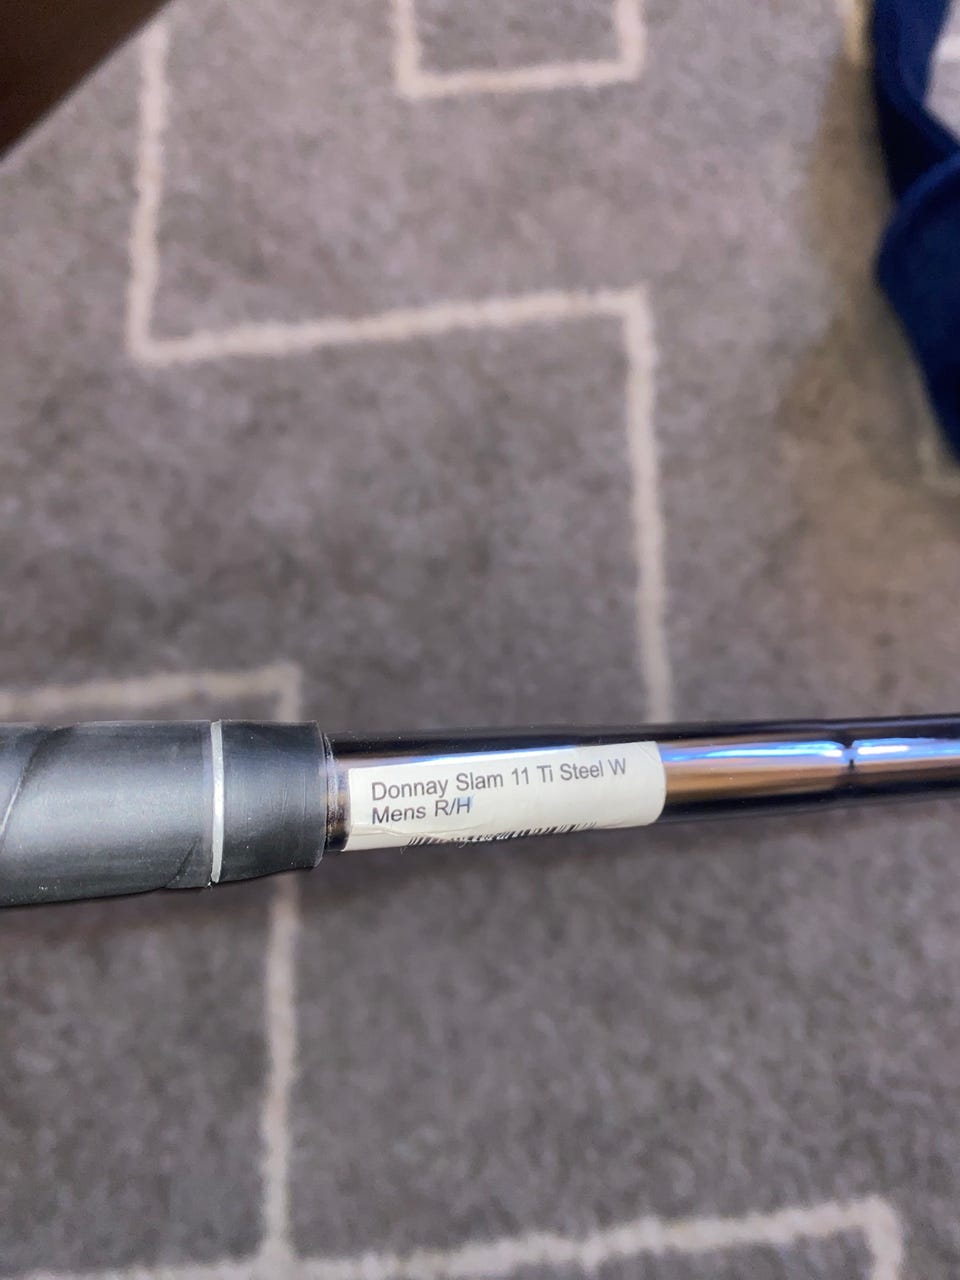 Donnay Slam 11 Ti Steel W
Mens R/H